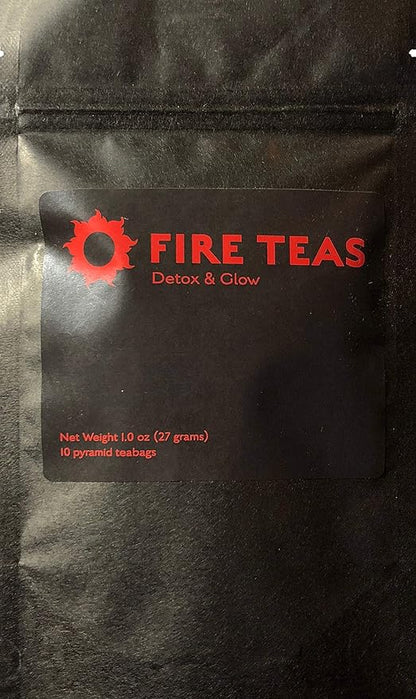 FIRE TEAS
Detox & Glow
Net Weight 1.0 oz (27 grams)
10 pyramid teabags